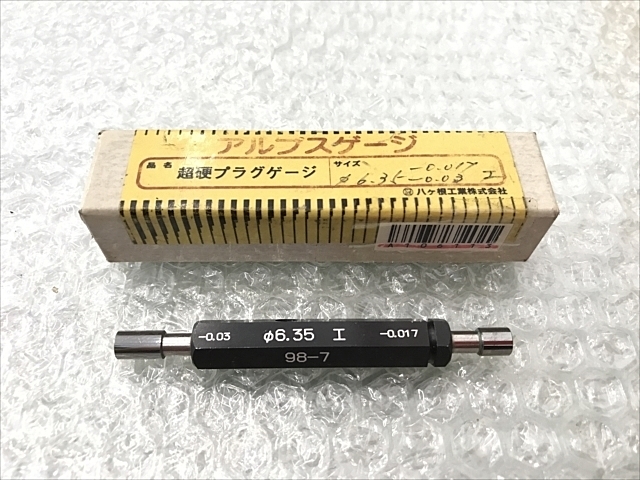 アルプスゲージ
品名 超硬プラグゲージ
サイズ
-0.017
φ6.35-0.03 工
八ヶ根工業株式会社
-0.03 φ6.35 工 -0.017
98-7